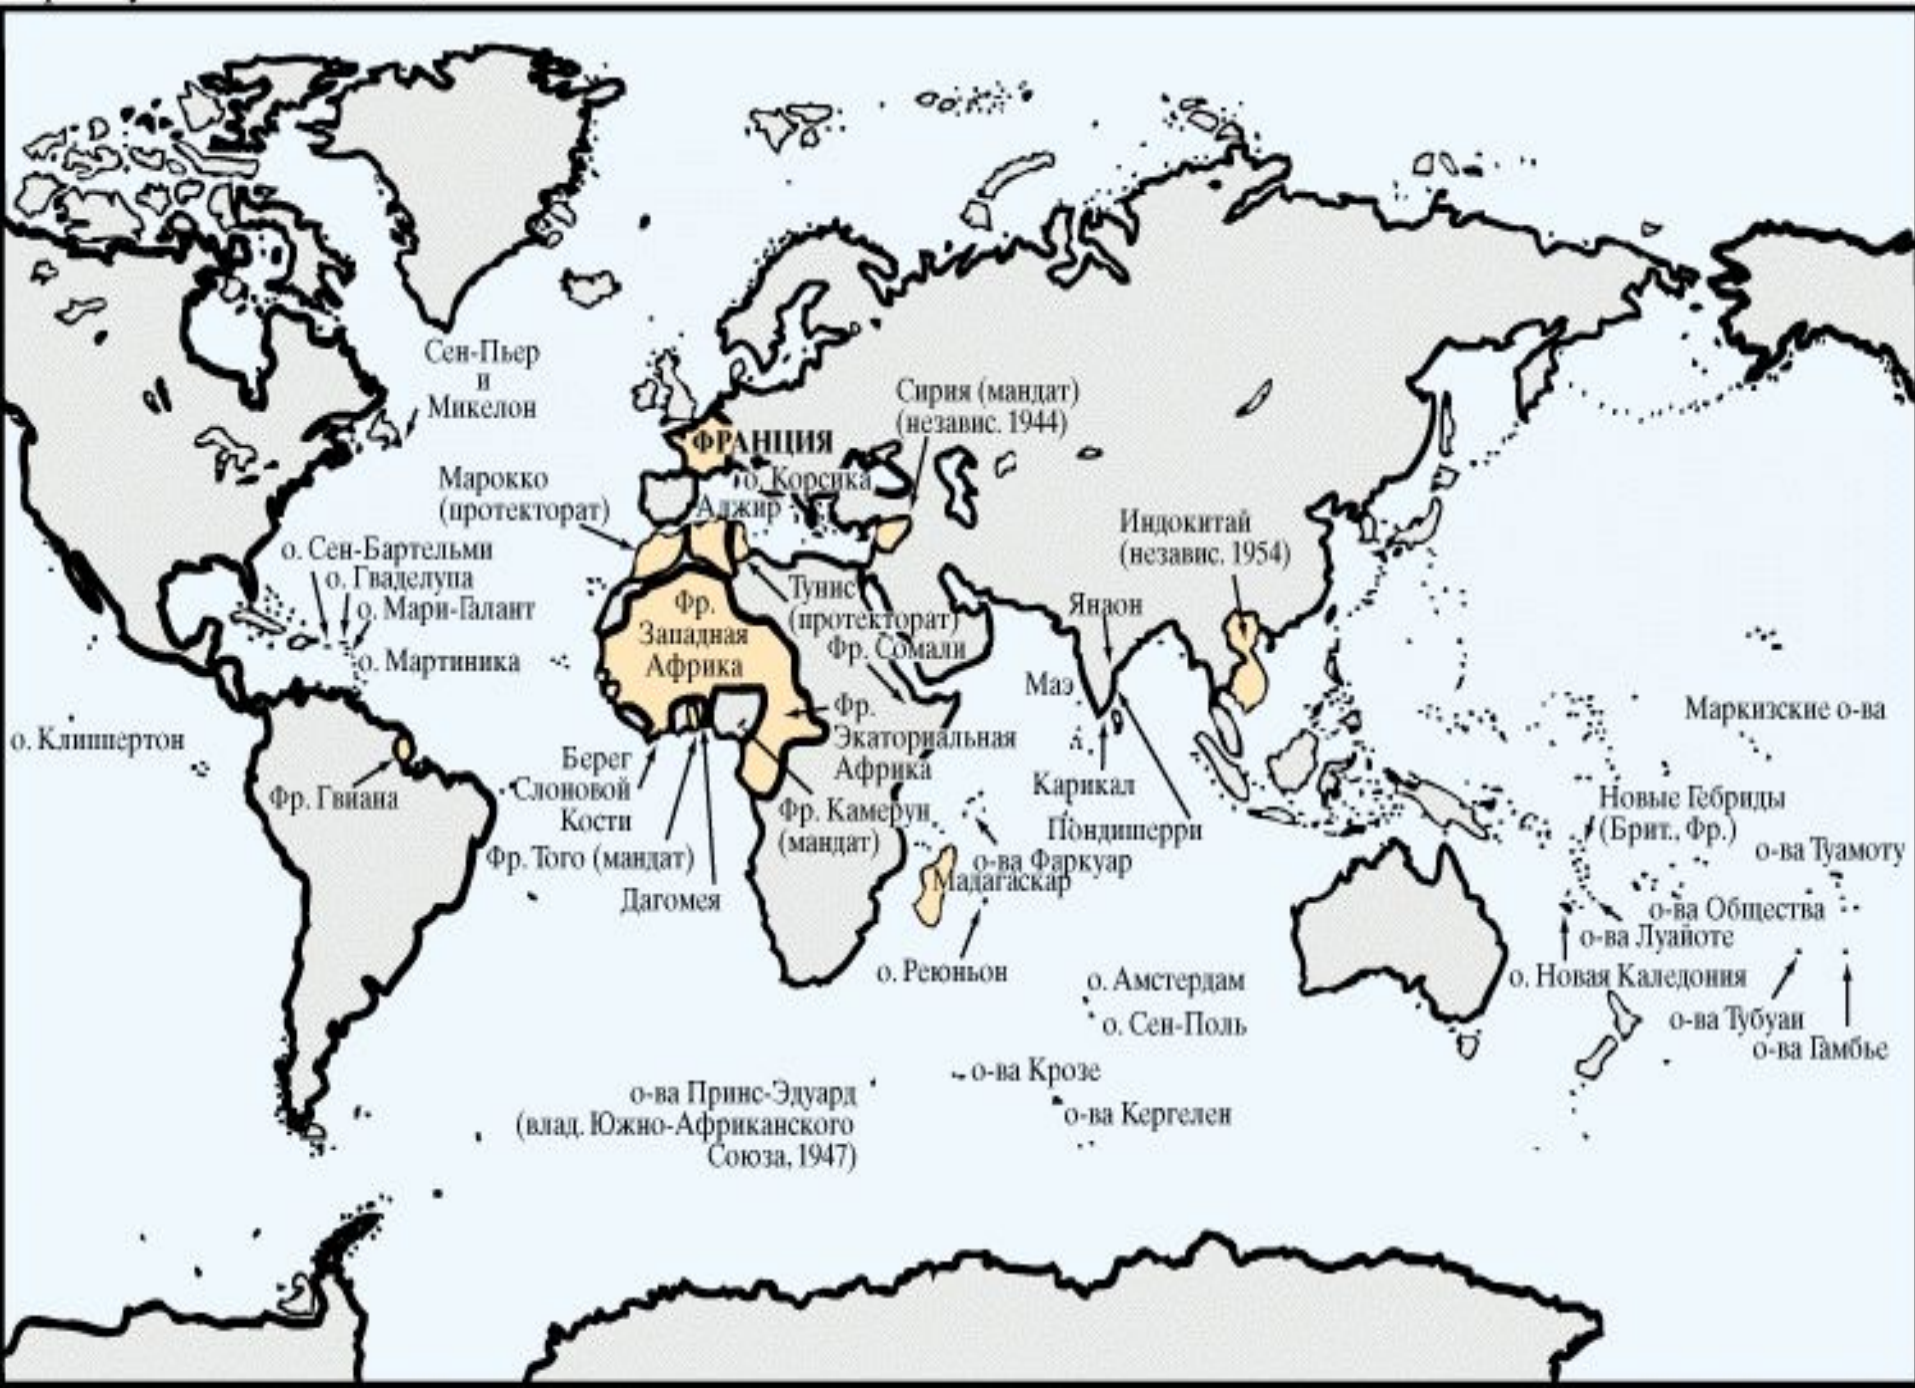 Сен-Пьер
и
Микелон
Сирия (мандат)
(независ. 1944)
ФРАНЦИЯ
о. Корсика
Марокко
(протекторат)
Алжир
Индокитай
(независ. 1954)
о. Сен-Бартельми
о. Гваделупа
о. Мари-Галант
о. Мартиника
Тунис
(протекторат)
Фр. Сомали
Янаон
Фр.
Западная
Африка
Маэ
Маркизские о-ва
о. Клиппертон
Фр.
Экаториальная
Африка
Берег
Слоновой
Кости
Карикал
Фр. Гвиана
Фр. Камерун
(мандат)
Пондишерри
Новые Гебриды
(Брит., Фр.)
Фр. Того (мандат)
о-ва Фаркуар
Мадагаскар
о-ва Туамоту
Дагомея
о-ва Общества
о-ва Луайоте
о. Реюньон
о. Амстердам
о. Новая Каледония
о. Сен-Поль
о-ва Тубуаи
о-ва Гамбье
о-ва Крозе
о-ва Принс-Эдуард
(влад. Южно-Африканского
Союза, 1947)
о-ва Кергелен